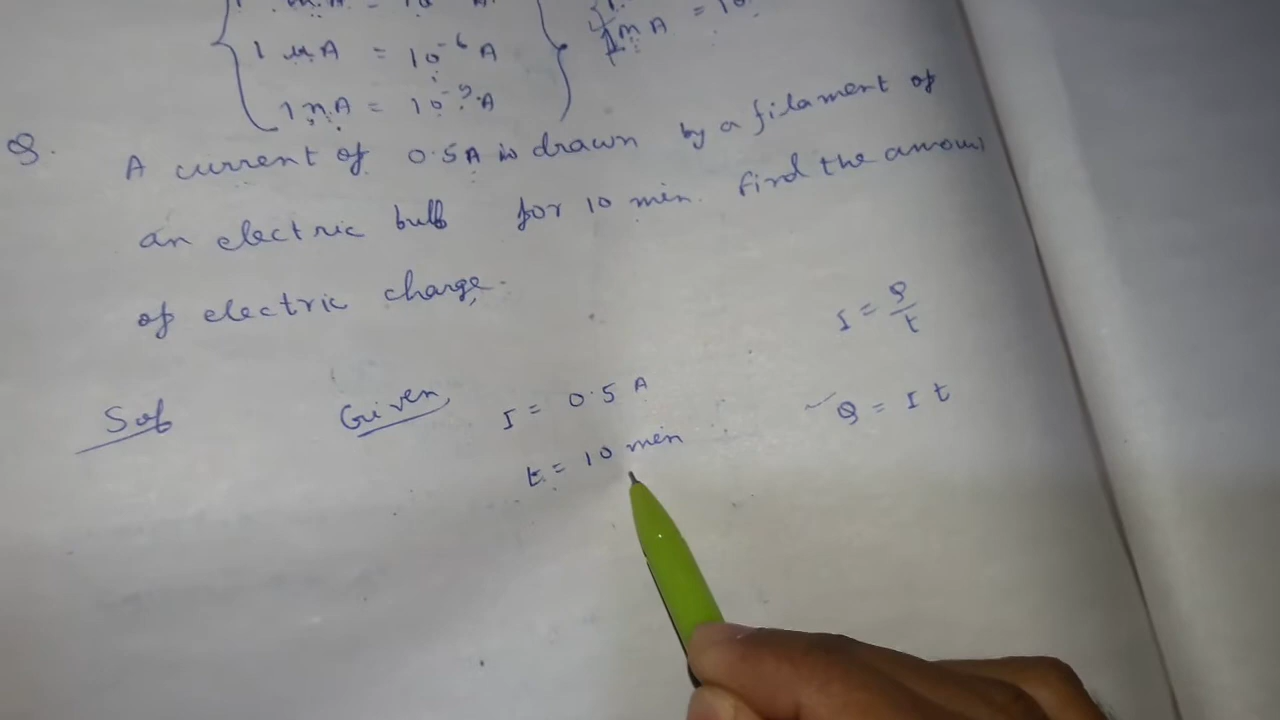 1 μA = 10⁻⁶ A
1 nA = 10⁻⁹ A
Q. A current of 0.5A is drawn by a filament of
an electric bulb for 10 min. Find the amount
of electric charge.
I = Q/t
Sol Given I = 0.5 A
Q = I t
t = 10 min